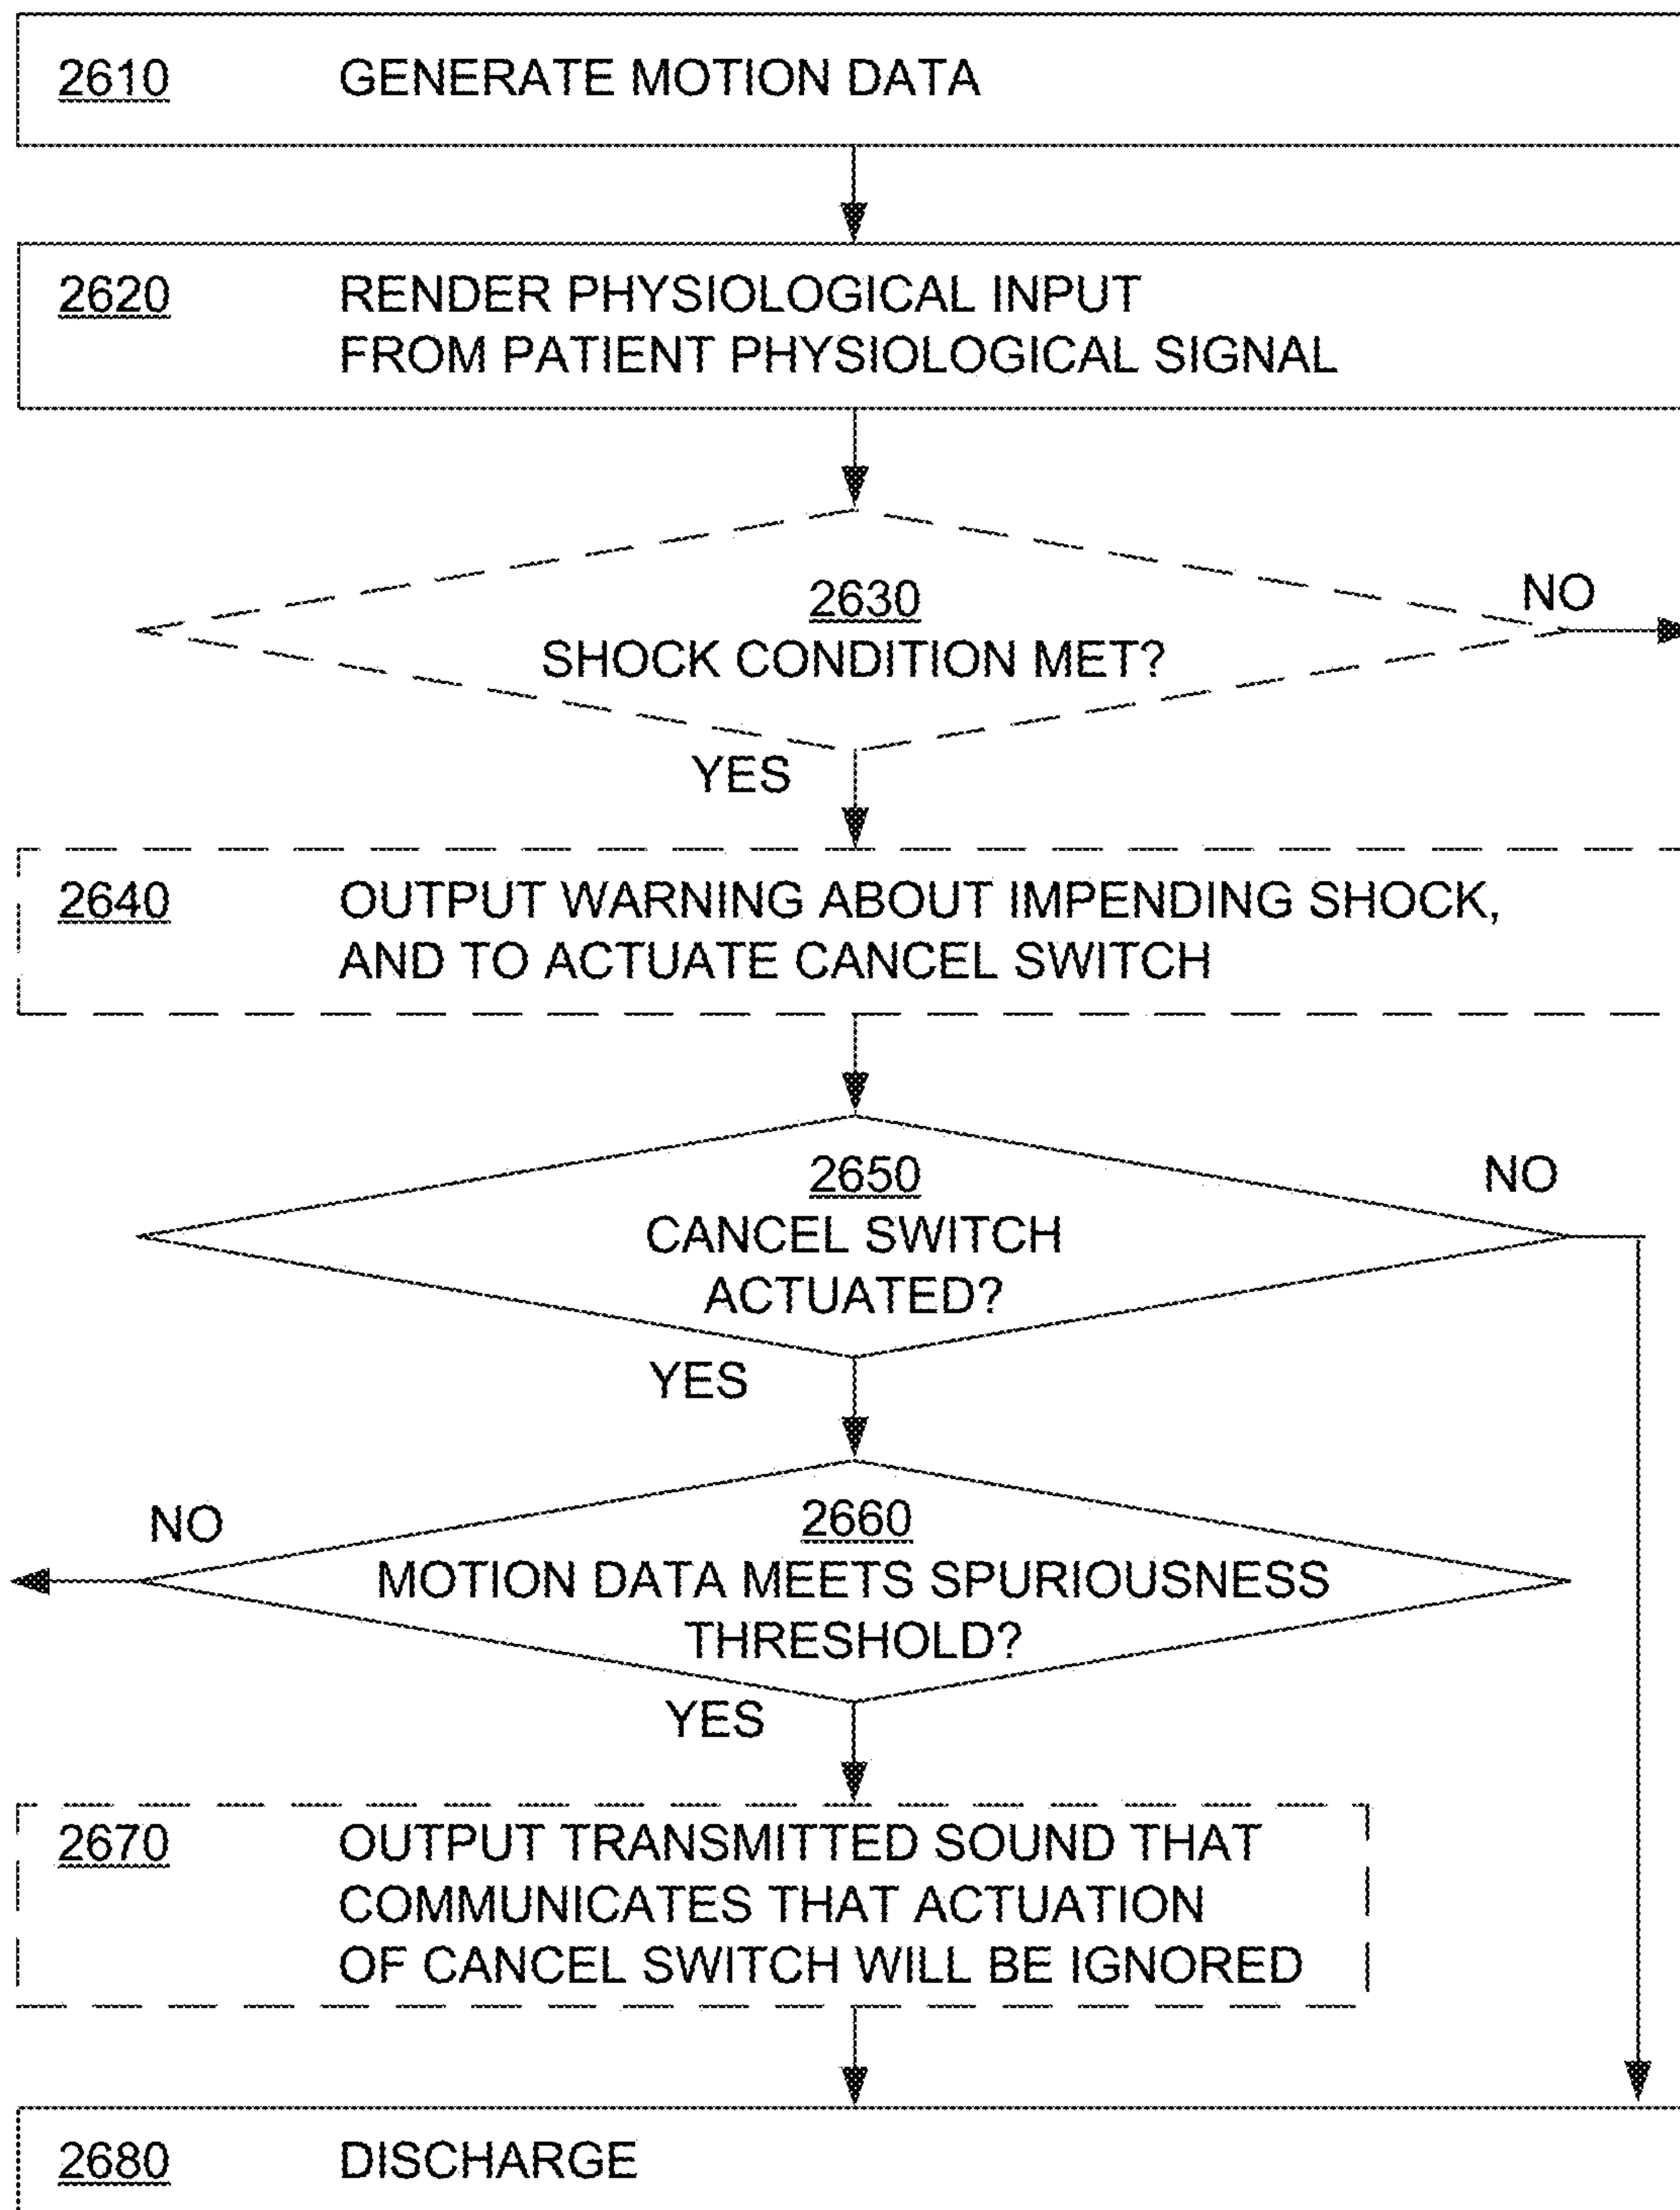 2610 GENERATE MOTION DATA
2620 RENDER PHYSIOLOGICAL INPUT
FROM PATIENT PHYSIOLOGICAL SIGNAL
2630
NO
SHOCK CONDITION MET?
YES
2640 OUTPUT WARNING ABOUT IMPENDING SHOCK,
AND TO ACTUATE CANCEL SWITCH
2650
NO
CANCEL SWITCH
ACTUATED?
YES
2660
NO
MOTION DATA MEETS SPURIOUSNESS
THRESHOLD?
YES
2670 OUTPUT TRANSMITTED SOUND THAT
COMMUNICATES THAT ACTUATION
OF CANCEL SWITCH WILL BE IGNORED
2680 DISCHARGE